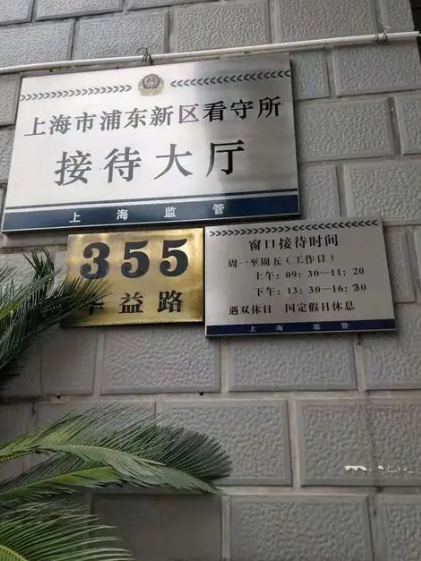 上海市浦东新区看守所
接待大厅
上海监管
355
华益路
窗口接待时间
周一至周五（工作日）
上午：09：30—11：20
下午：13：30—16：30
遇双休日 国定假日休息
上海监管